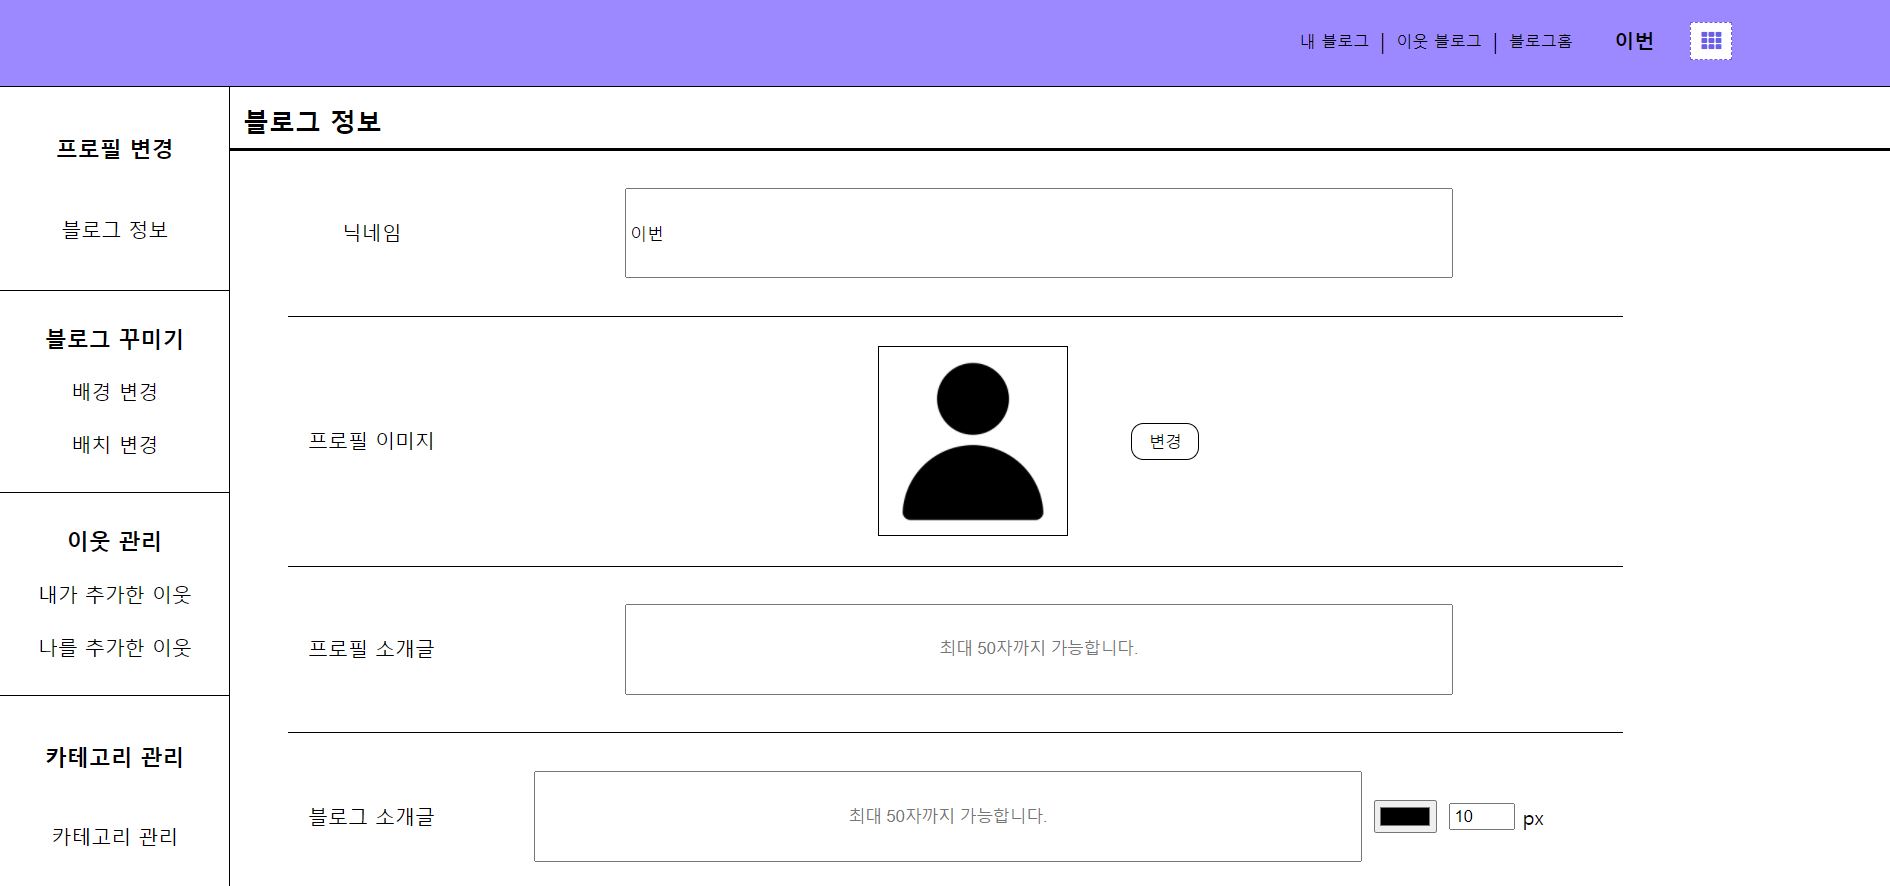 내 블로그 | 이웃 블로그 | 블로그홈 이번
프로필 변경
블로그 정보
블로그 꾸미기
배경 변경
배치 변경
이웃 관리
내가 추가한 이웃
나를 추가한 이웃
카테고리 관리
카테고리 관리
블로그 정보
닉네임 이번
프로필 이미지 변경
프로필 소개글 최대 50자까지 가능합니다.
블로그 소개글 최대 50자까지 가능합니다. 10 px